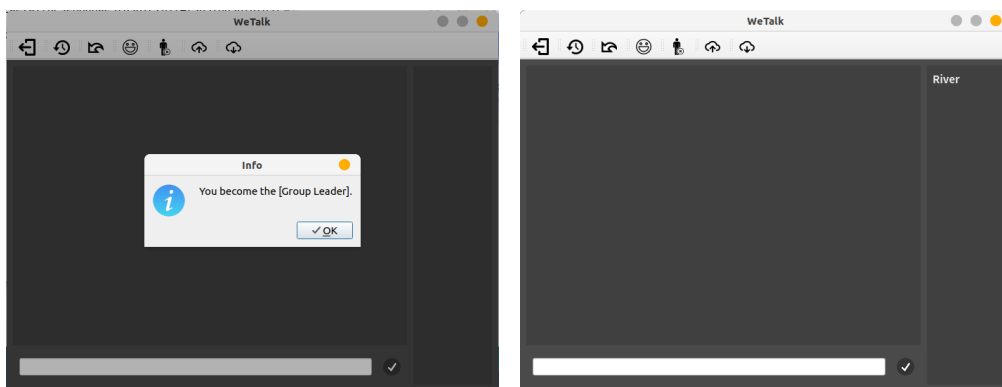 WeTalk
Info
You become the [Group Leader].
OK
WeTalk
River